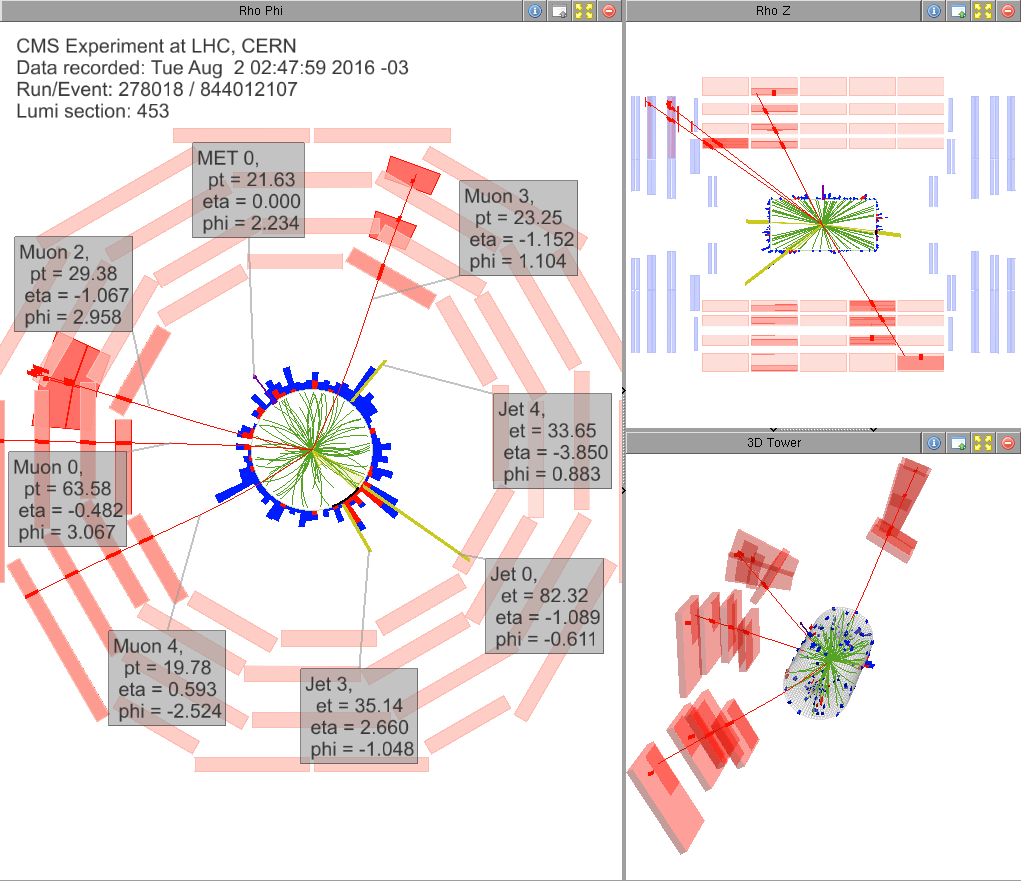 Rho Phi
CMS Experiment at LHC, CERN
Data recorded: Tue Aug  2 02:47:59 2016 -03
Run/Event: 278018 / 844012107
Lumi section: 453
MET 0,
pt = 21.63
eta = 0.000
phi = 2.234
Muon 3,
pt = 23.25
eta = -1.152
phi = 1.104
Muon 2,
pt = 29.38
eta = -1.067
phi = 2.958
Jet 4,
et = 33.65
eta = -3.850
phi = 0.883
Muon 0,
pt = 63.58
eta = -0.482
phi = 3.067
Jet 0,
et = 82.32
eta = -1.089
phi = -0.611
Muon 4,
pt = 19.78
eta = 0.593
phi = -2.524
Jet 3,
et = 35.14
eta = 2.660
phi = -1.048
Rho Z
3D Tower